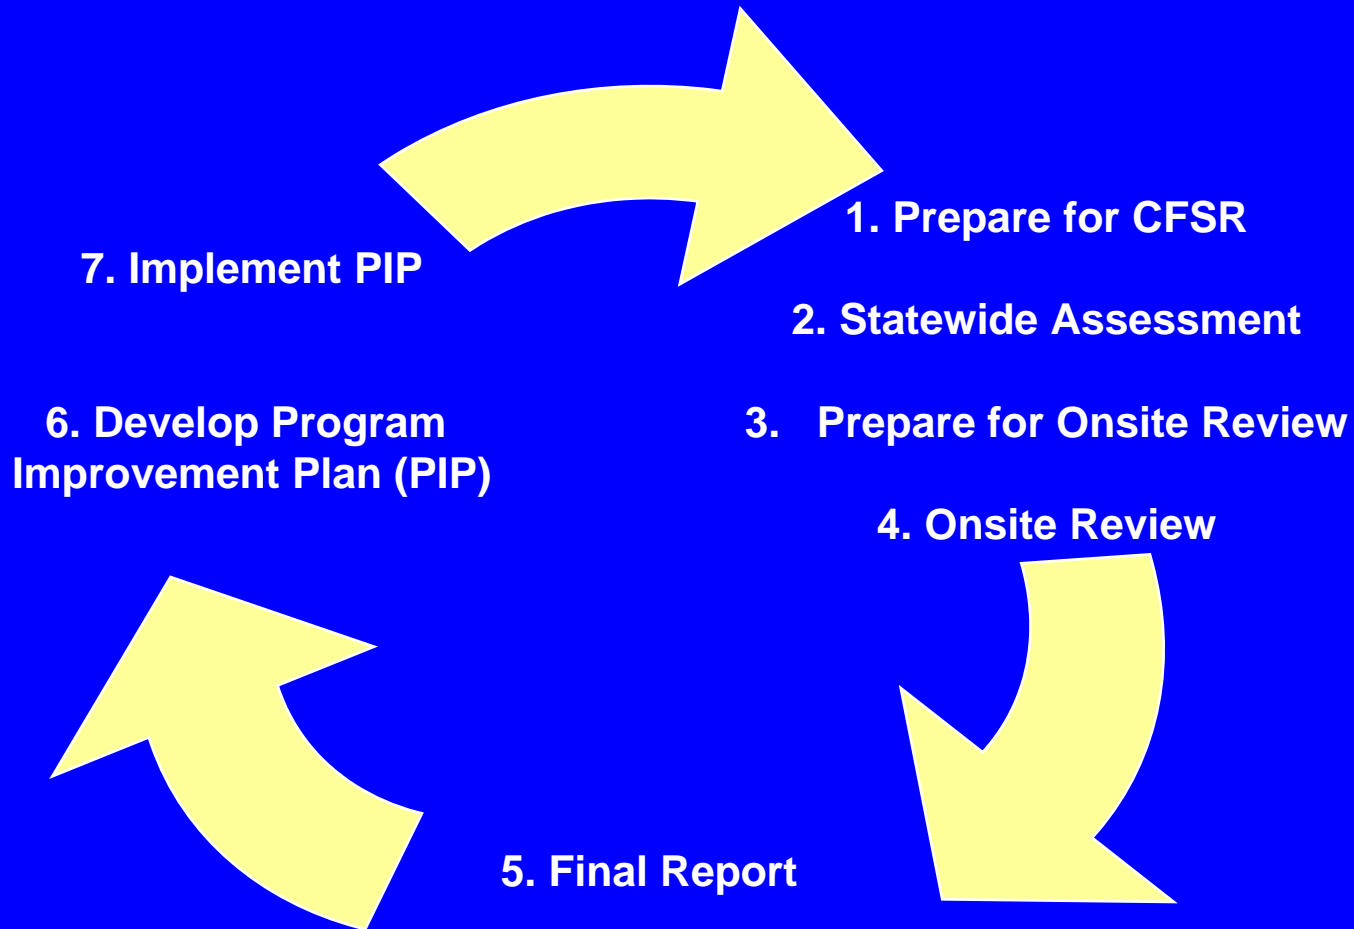 1. Prepare for CFSR
2. Statewide Assessment
3. Prepare for Onsite Review
4. Onsite Review
5. Final Report
6. Develop Program
Improvement Plan (PIP)
7. Implement PIP